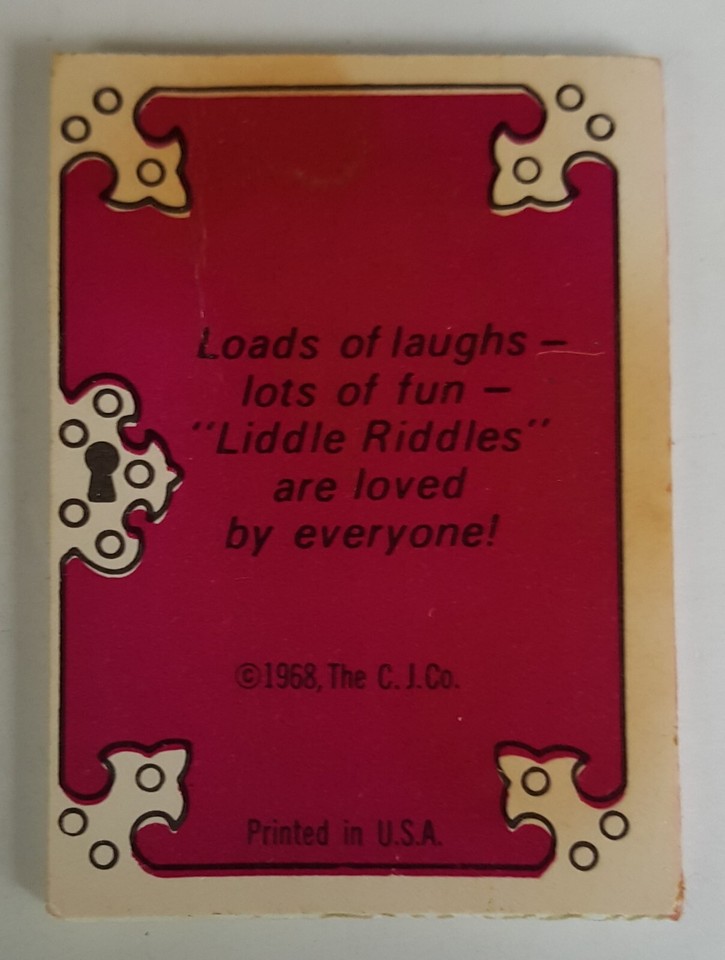 Loads of laughs –
lots of fun –
"Liddle Riddles"
are loved
by everyone!
©1968, The C. J. Co.
Printed in U.S.A.